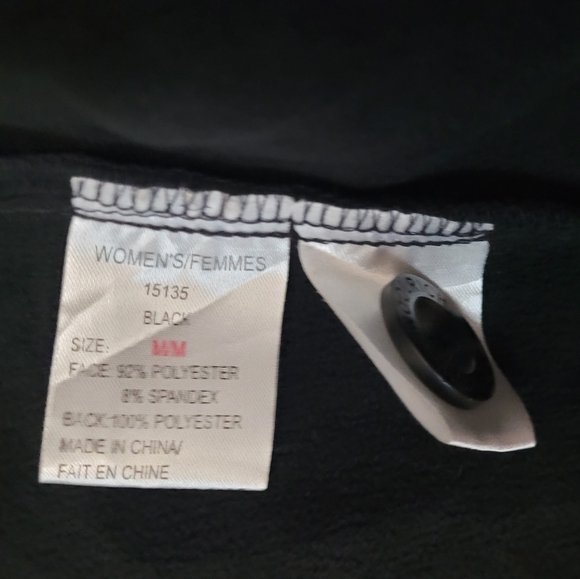 WOMEN'S/FEMMES
15135
BLACK
SIZE: M/M
FACE: 92% POLYESTER
8% SPANDEX
BACK:100% POLYESTER
MADE IN CHINA/
FAIT EN CHINE